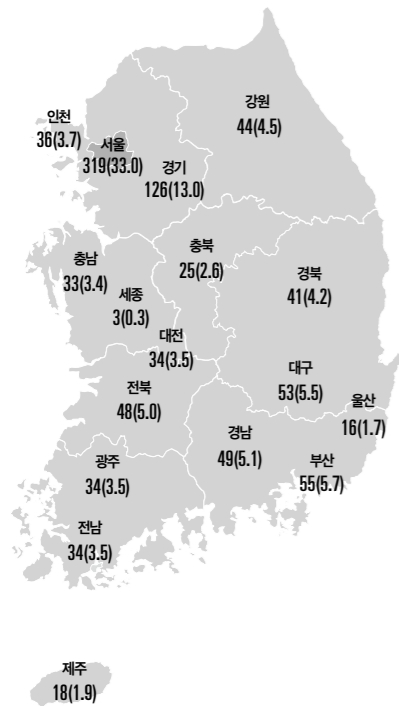 강원
44(4.5)
인천
36(3.7)
서울
319(33.0)
경기
126(13.0)
충북
25(2.6)
충남
33(3.4)
경북
41(4.2)
세종
3(0.3)
대전
34(3.5)
대구
53(5.5)
전북
48(5.0)
울산
16(1.7)
경남
49(5.1)
부산
55(5.7)
광주
34(3.5)
전남
34(3.5)
제주
18(1.9)